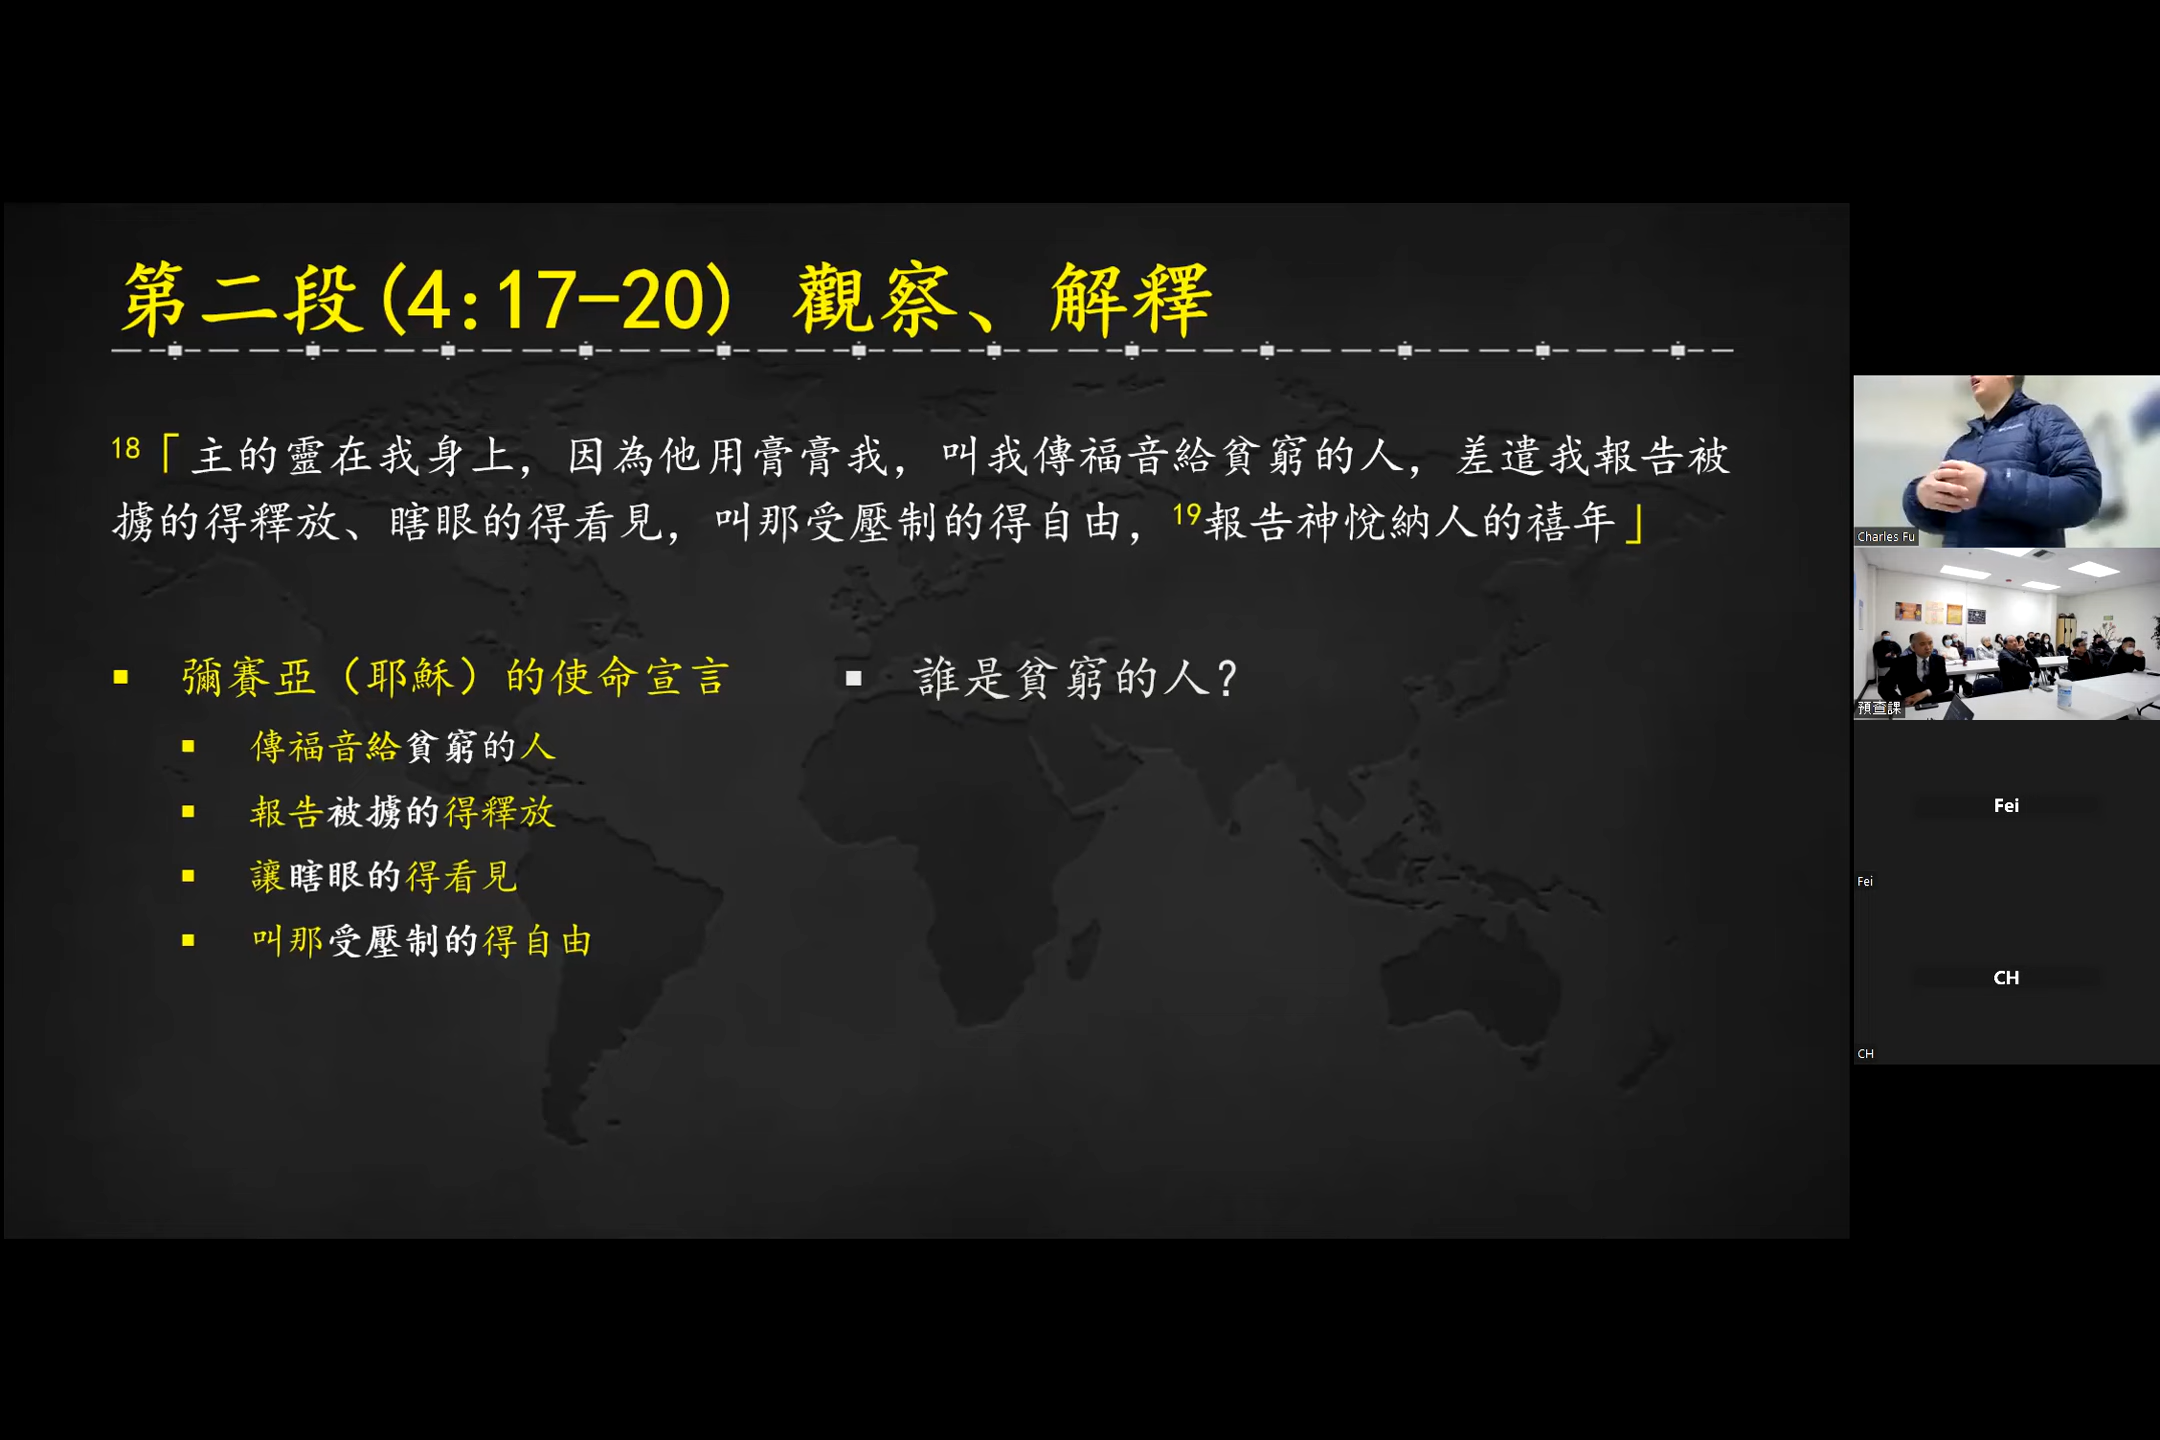 第二段(4:17-20) 觀察、解釋
18「主的靈在我身上，因為他用膏膏我，叫我傳福音給貧窮的人，差遣我報告被
擄的得釋放、瞎眼的得看見，叫那受壓制的得自由，19報告神悅納人的禧年」
▪ 彌賽亞（耶穌）的使命宣言
▪ 傳福音給貧窮的人
▪ 報告被擄的得釋放
▪ 讓瞎眼的得看見
▪ 叫那受壓制的得自由
▪ 誰是貧窮的人？
Charles Fu
預查課
Fei
Fei
CH
CH